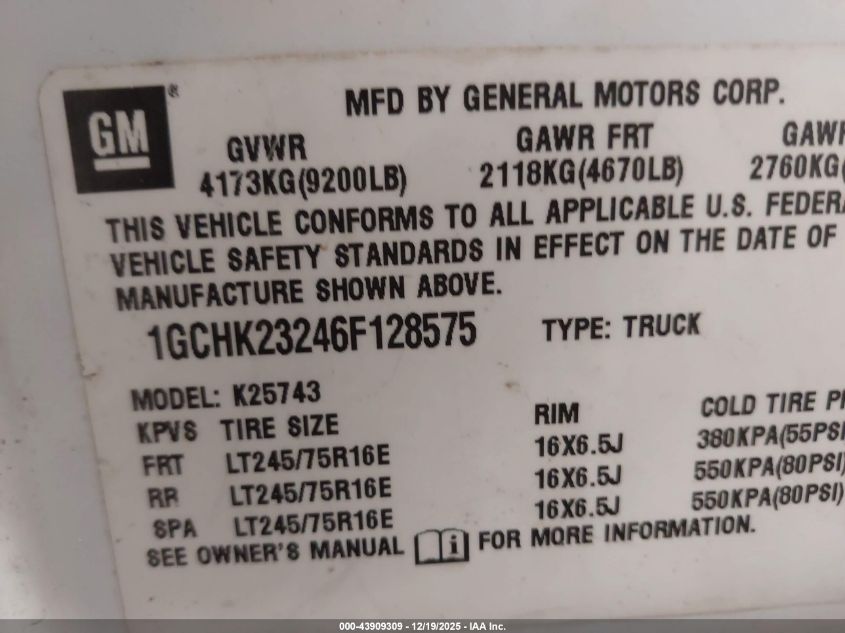 GM ®
MFD BY GENERAL MOTORS CORP.
GVWR GAWR FRT GAWR
4173KG(9200LB) 2118KG(4670LB) 2760KG(
THIS VEHICLE CONFORMS TO ALL APPLICABLE U.S. FEDERA
VEHICLE SAFETY STANDARDS IN EFFECT ON THE DATE OF
MANUFACTURE SHOWN ABOVE.
1GCHK23246F128575 TYPE: TRUCK
MODEL: K25743
KPVS TIRE SIZE RIM COLD TIRE P
FRT LT245/75R16E 16X6.5J 380KPA(55PSI
RR LT245/75R16E 16X6.5J 550KPA(80PSI)
SPA LT245/75R16E 16X6.5J 550KPA(80PSI)
SEE OWNER'S MANUAL i FOR MORE INFORMATION.
000-43909309 - 12/19/2025 - IAA Inc.